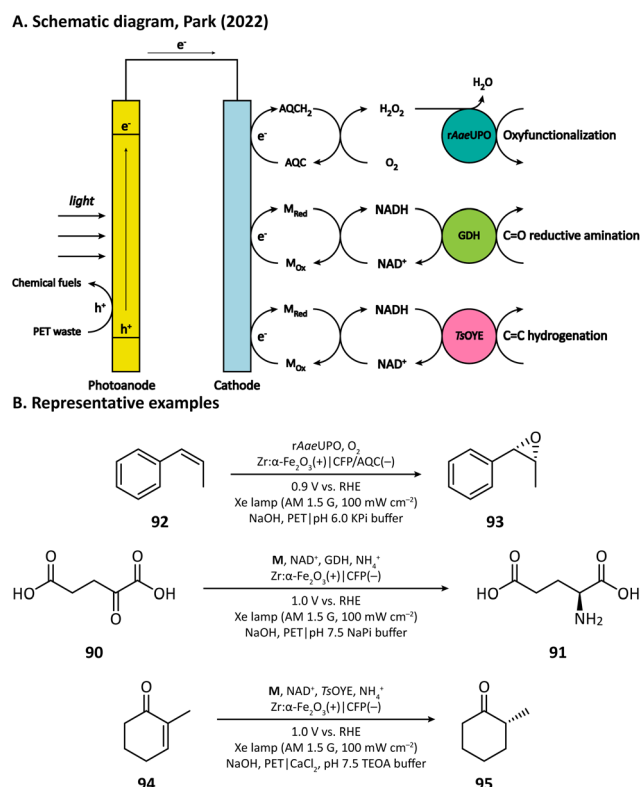 A. Schematic diagram, Park (2022)
e⁻
H₂O
e⁻
AQCH₂
H₂O₂
e⁻
rAaeUPO
Oxyfunctionalization
AQC
O₂
light
M_Red
NADH
e⁻
GDH
C=O reductive amination
M_Ox
NAD⁺
Chemical fuels
h⁺
PET waste
h⁺
M_Red
NADH
e⁻
TsOYE
C=C hydrogenation
M_Ox
NAD⁺
Photoanode
Cathode
B. Representative examples
rAaeUPO, O₂
Zr:α-Fe₂O₃(+)|CFP/AQC(–)
0.9 V vs. RHE
Xe lamp (AM 1.5 G, 100 mW cm⁻²)
NaOH, PET|pH 6.0 KPi buffer
O
92
93
O
O
HO
OH
O
90
M, NAD⁺, GDH, NH₄⁺
Zr:α-Fe₂O₃(+)|CFP(–)
1.0 V vs. RHE
Xe lamp (AM 1.5 G, 100 mW cm⁻²)
NaOH, PET|pH 7.5 NaPi buffer
O
O
HO
OH
NH₂
91
O
94
M, NAD⁺, TsOYE, NH₄⁺
Zr:α-Fe₂O₃(+)|CFP(–)
1.0 V vs. RHE
Xe lamp (AM 1.5 G, 100 mW cm⁻²)
NaOH, PET|CaCl₂, pH 7.5 TEOA buffer
O
95